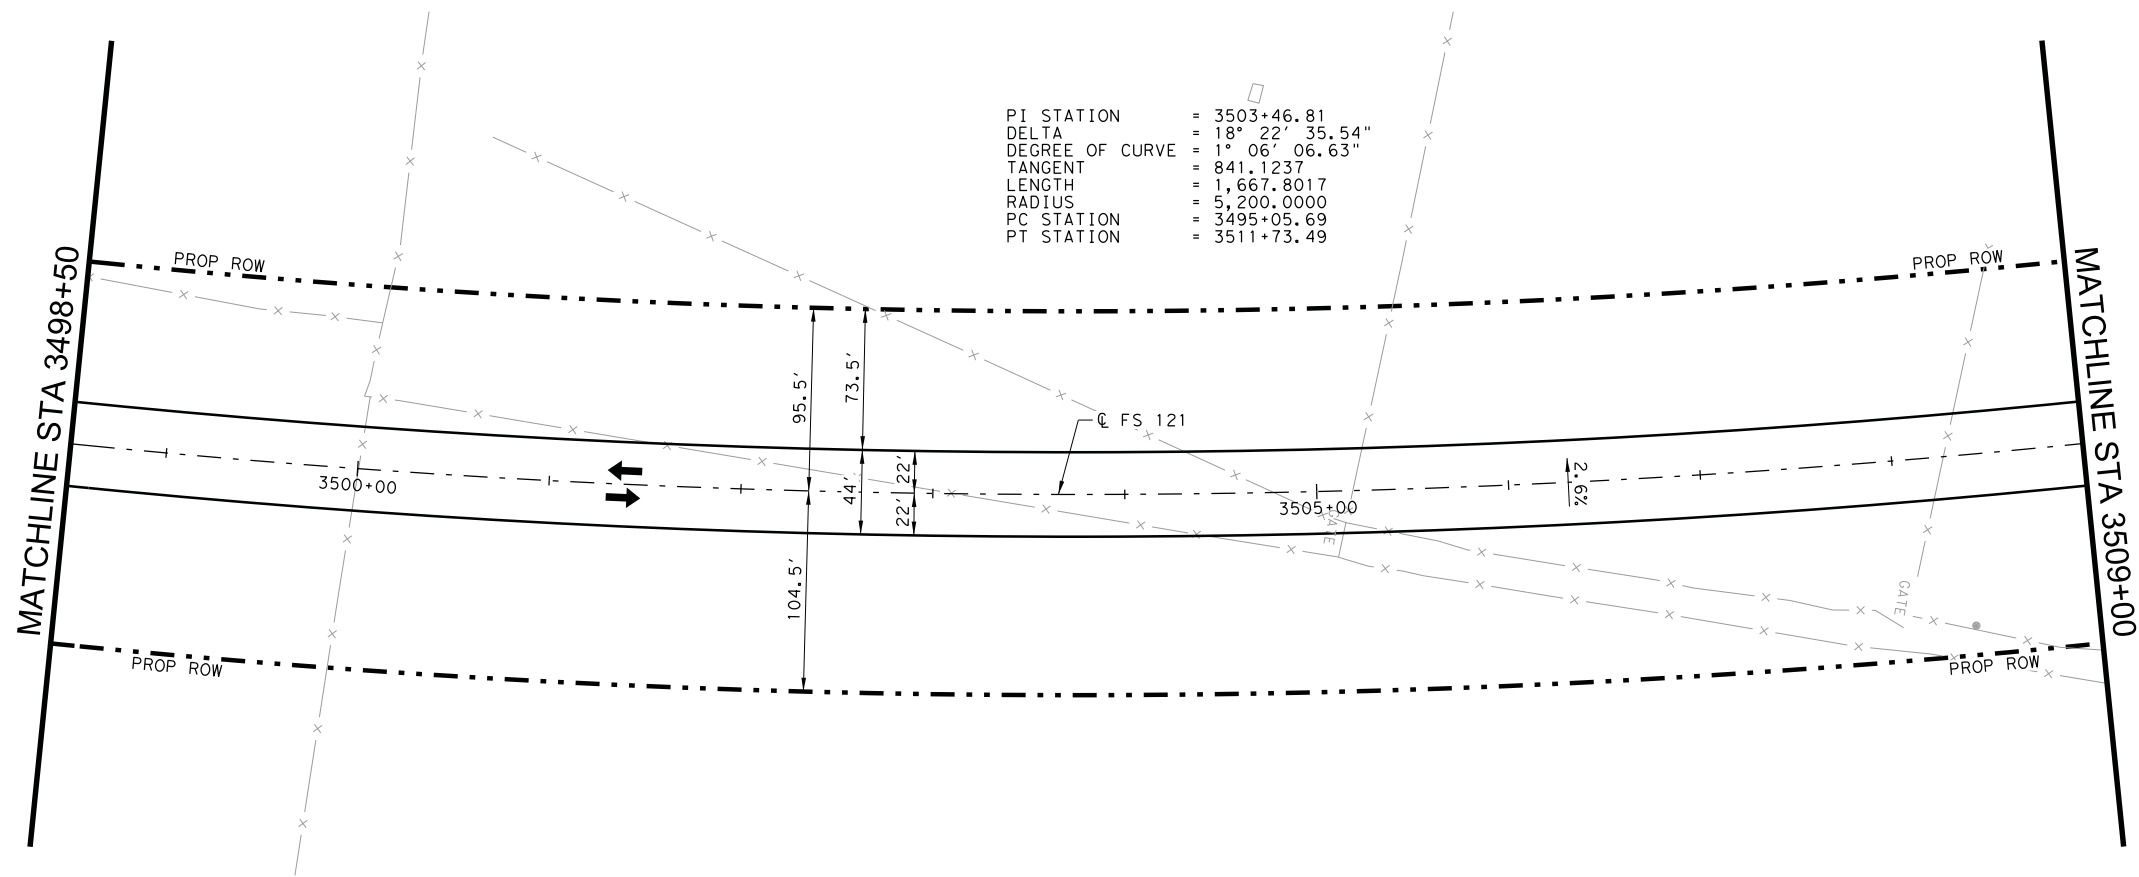 PI STATION = 3503+46.81
DELTA = 18° 22' 35.54"
DEGREE OF CURVE = 1° 06' 06.63"
TANGENT = 841.1237
LENGTH = 1,667.8017
RADIUS = 5,200.0000
PC STATION = 3495+05.69
PT STATION = 3511+73.49
MATCHLINE STA 3498+50
PROP ROW
PROP ROW
MATCHLINE STA 3509+00
95.5'
73.5'
℄ FS 121
3500+00
44'
22'
22'
3505+00
2.6%
GATE
104.5'
GATE
PROP ROW
PROP ROW